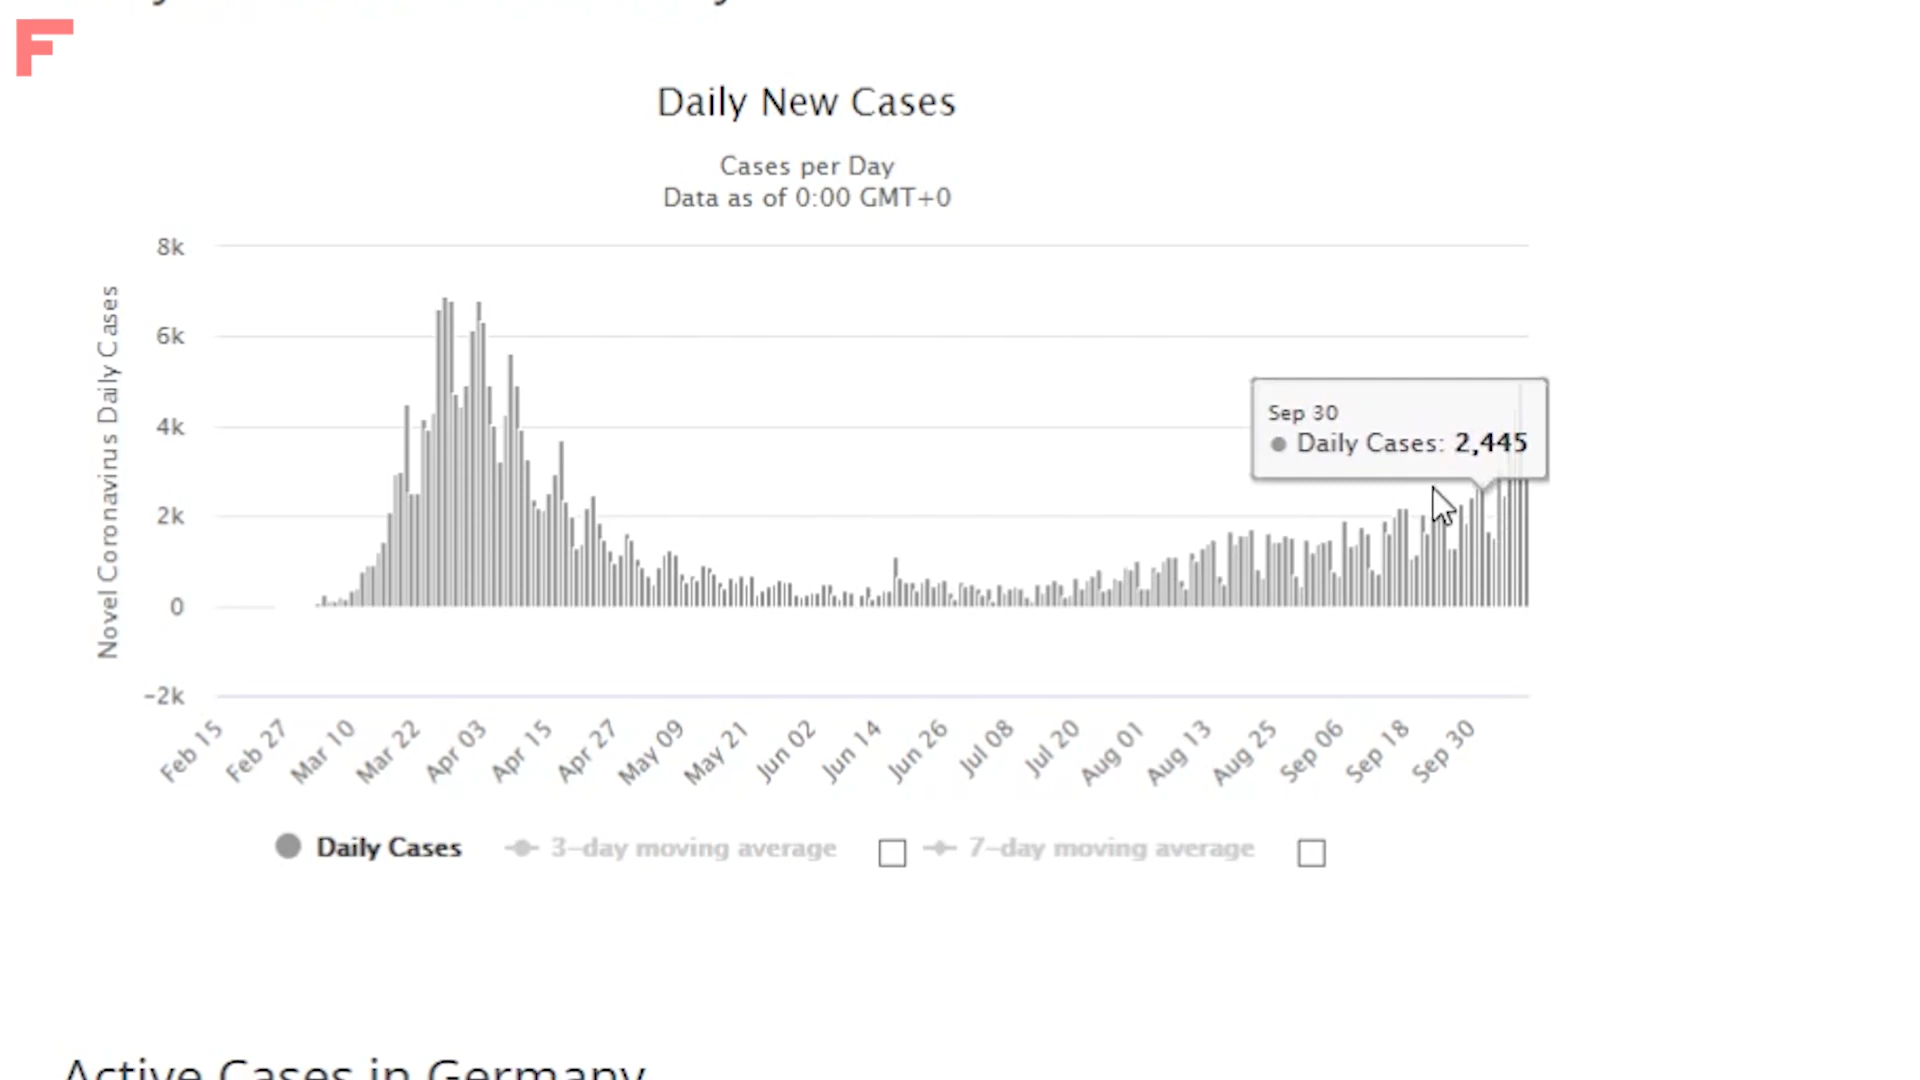 F
Daily New Cases
Cases per Day
Data as of 0:00 GMT+0
Novel Coronavirus Daily Cases
8k
6k
4k
2k
0
-2k
Sep 30
Daily Cases: 2,445
Feb 15
Feb 27
Mar 10
Mar 22
Apr 03
Apr 15
Apr 27
May 09
May 21
Jun 02
Jun 14
Jun 26
Jul 08
Jul 20
Aug 01
Aug 13
Aug 25
Sep 06
Sep 18
Sep 30
Daily Cases 3-day moving average 7-day moving average
Active Cases in Germany